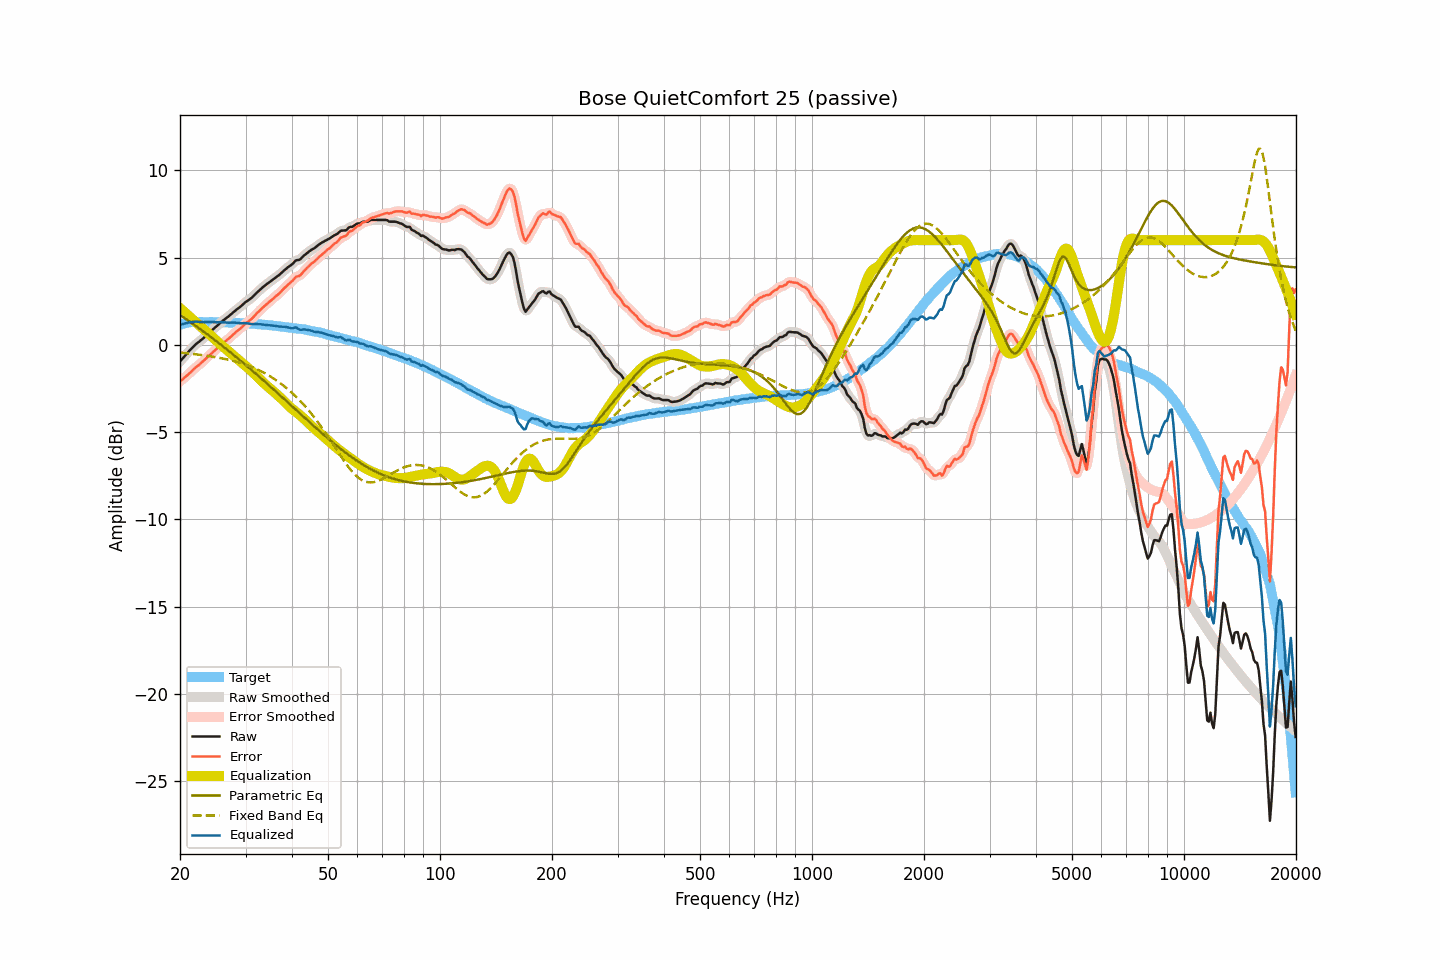 Bose QuietComfort 25 (passive)
10
5
0
−5
−10
−15
−20
−25
Amplitude (dBr)
Target
Raw Smoothed
Error Smoothed
Raw
Error
Equalization
Parametric Eq
Fixed Band Eq
Equalized
20 50 100 200 500 1000 2000 5000 10000 20000
Frequency (Hz)